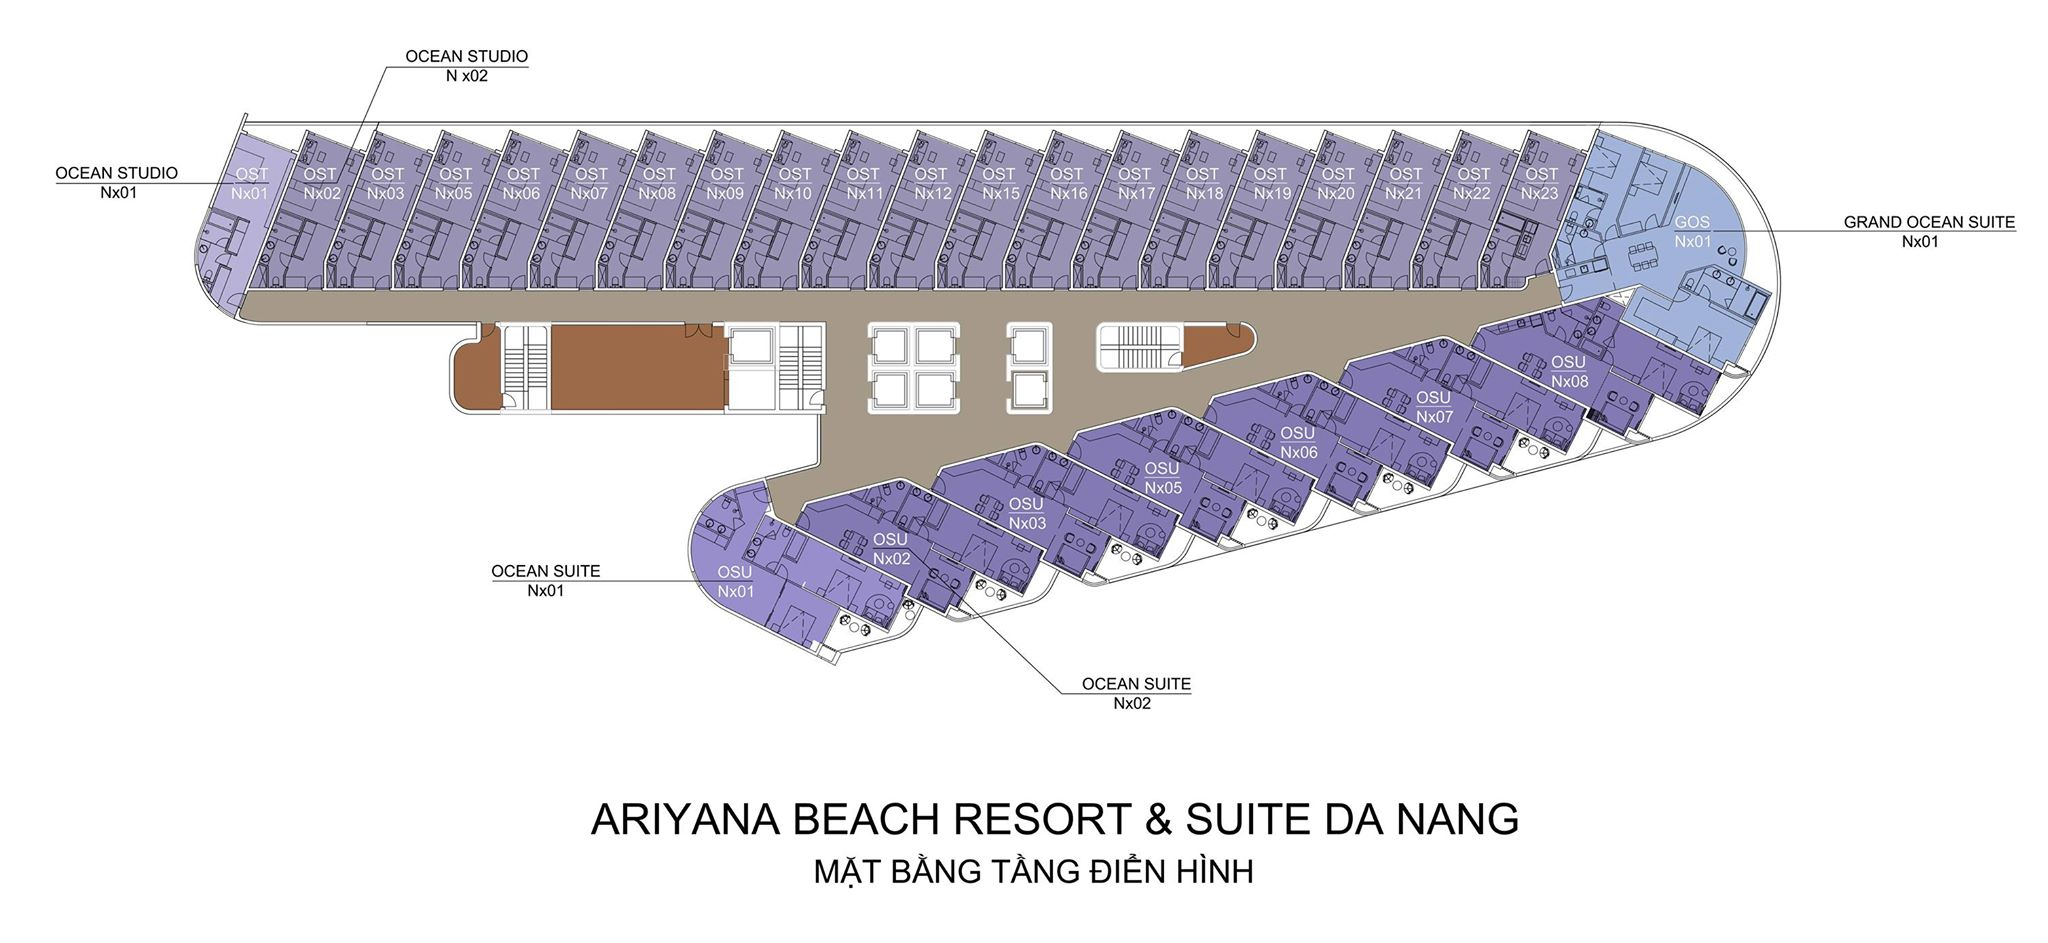 OCEAN STUDIO
N x02
OCEAN STUDIO
Nx01
OST
Nx01
OST
Nx02
OST
Nx03
OST
Nx05
OST
Nx06
OST
Nx07
OST
Nx08
OST
Nx09
OST
Nx10
OST
Nx11
OST
Nx12
OST
Nx15
OST
Nx16
OST
Nx17
OST
Nx18
OST
Nx19
OST
Nx20
OST
Nx21
OST
Nx22
OST
Nx23
GOS
Nx01
GRAND OCEAN SUITE
Nx01
OSU
Nx08
OSU
Nx07
OSU
Nx06
OSU
Nx05
OSU
Nx03
OSU
Nx02
OSU
Nx01
OCEAN SUITE
Nx01
OCEAN SUITE
Nx02
ARIYANA BEACH RESORT & SUITE DA NANG
MẶT BẰNG TẦNG ĐIỂN HÌNH